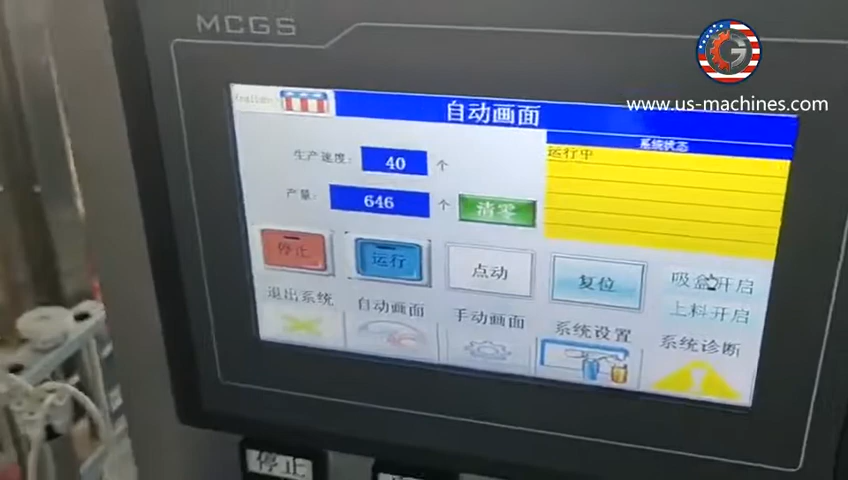 MCGS
G
www.us-machines.com
English
自动画面
系统状态
运行中
生产速度: 40 个
产量: 646 个
清零
停止
运行
点动
复位
吸盒开启
上料开启
退出系统
自动画面
手动画面
系统设置
系统诊断
停止